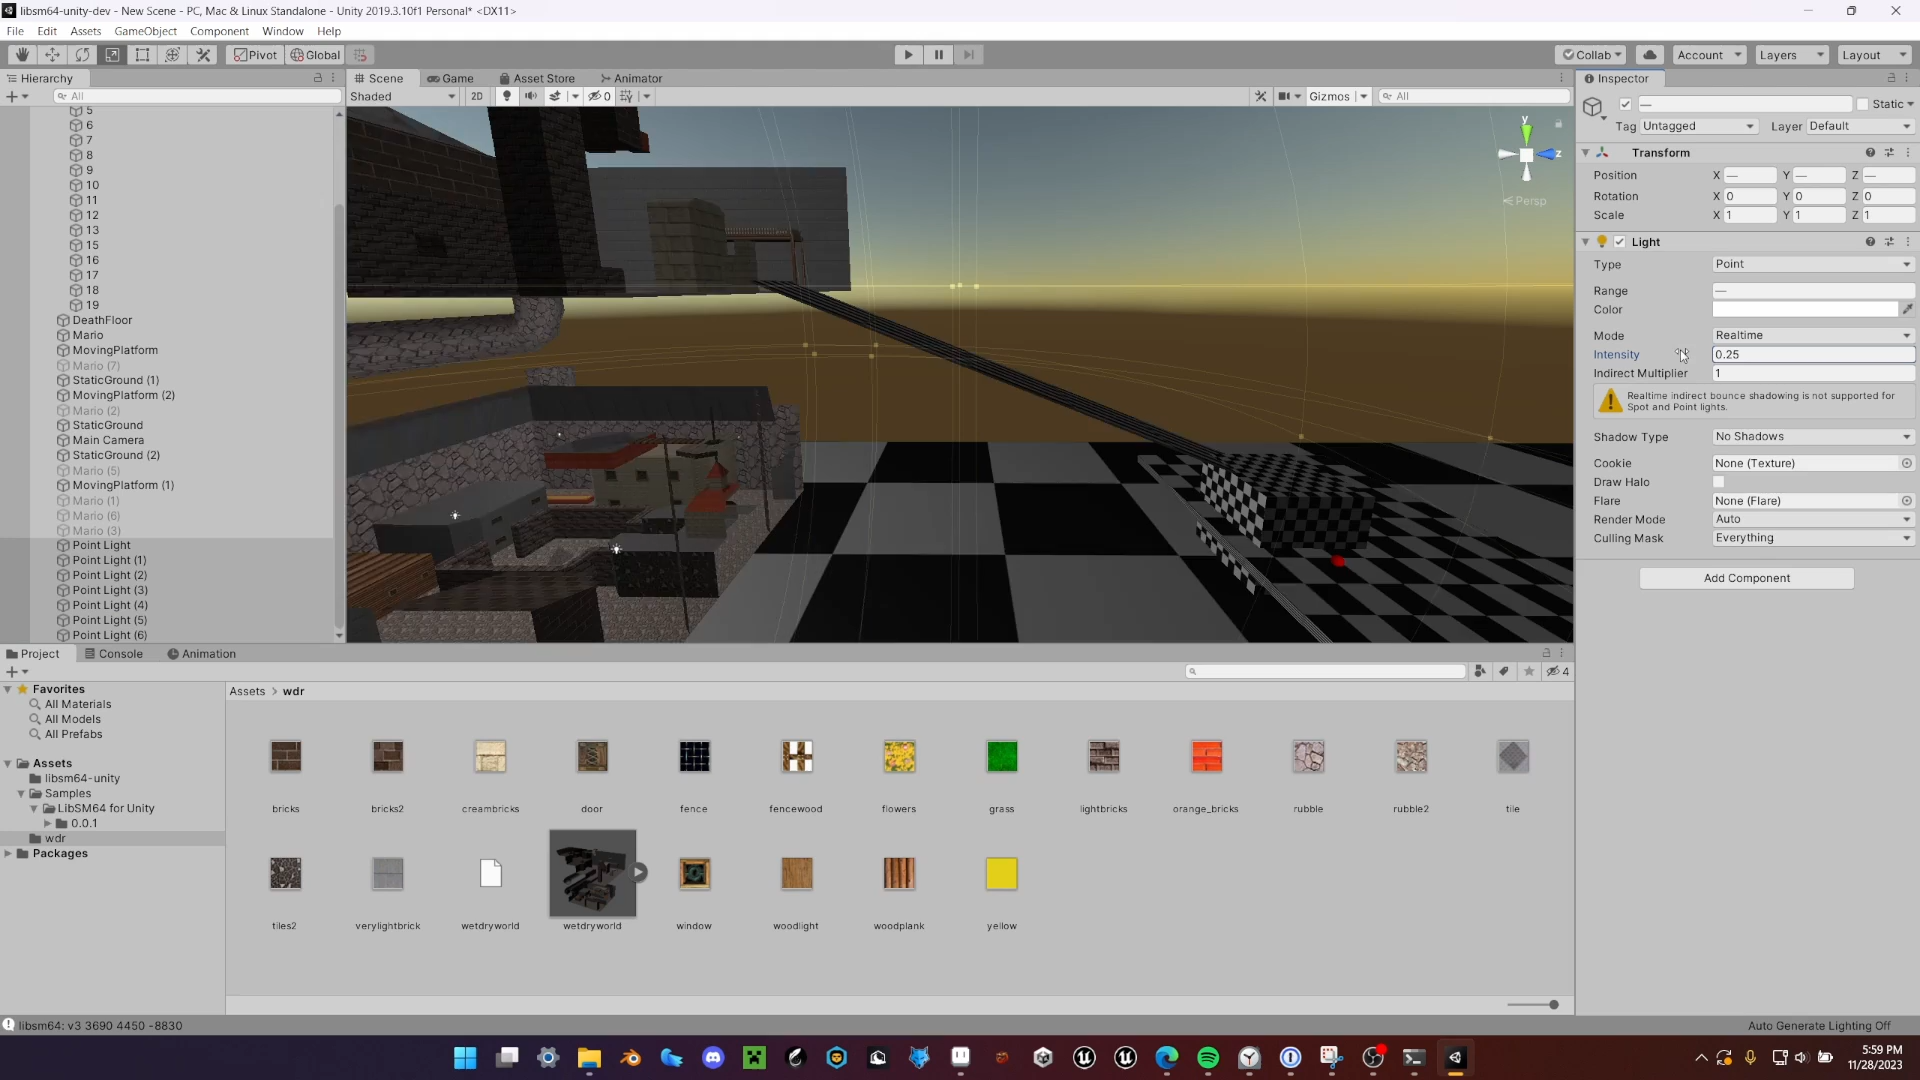 libsm64-unity-dev - New Scene - PC, Mac & Linux Standalone - Unity 2019.3.10f1 Personal* <DX11>
File Edit Assets GameObject Component Window Help
Pivot Global Collab Account Layers Layout
Hierarchy Scene Game Asset Store Animator Inspector
All Shaded 2D 0 Gizmos All — Static
Tag Untagged Layer Default
5
6
7
8
9
10
11
12
13
15
16
17
18
19
DeathFloor
Mario
MovingPlatform
Mario (7)
StaticGround (1)
MovingPlatform (2)
Mario (2)
StaticGround
Main Camera
StaticGround (2)
Mario (5)
MovingPlatform (1)
Mario (1)
Mario (6)
Mario (3)
Point Light
Point Light (1)
Point Light (2)
Point Light (3)
Point Light (4)
Point Light (5)
Point Light (6)
y
z
Persp
Transform
Position X — Y — Z —
Rotation X 0 Y 0 Z 0
Scale X 1 Y 1 Z 1
Light
Type Point
Range —
Color
Mode Realtime
Intensity 0.25
Indirect Multiplier 1
Realtime indirect bounce shadowing is not supported for
Spot and Point lights.
Shadow Type No Shadows
Cookie None (Texture)
Draw Halo
Flare None (Flare)
Render Mode Auto
Culling Mask Everything
Add Component
Project Console Animation
4
Favorites
All Materials
All Models
All Prefabs
Assets
libsm64-unity
Samples
LibSM64 for Unity
0.0.1
wdr
Packages
Assets > wdr
bricks bricks2 creambricks door fence fencewood flowers grass lightbricks orange_bricks rubble rubble2 tile
tiles2 verylightbrick wetdryworld wetdryworld window woodlight woodplank yellow
libsm64: v3 3690 4450 -8830
Auto Generate Lighting Off
5:59 PM
11/28/2023